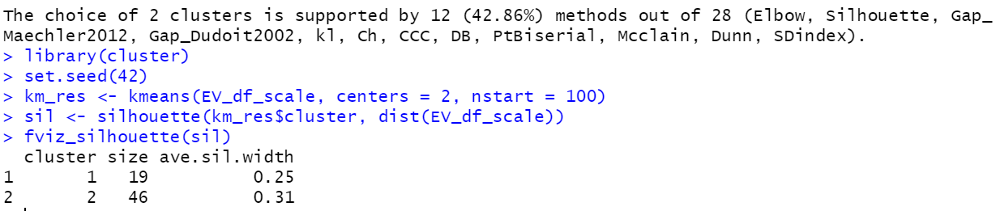 The choice of 2 clusters is supported by 12 (42.86%) methods out of 28 (Elbow, Silhouette, Gap_
Maechler2012, Gap_Dudoit2002, kl, Ch, CCC, DB, PtBiserial, Mcclain, Dunn, SDindex).
> library(cluster)
> set.seed(42)
> km_res <- kmeans(EV_df_scale, centers = 2, nstart = 100)
> sil <- silhouette(km_res$cluster, dist(EV_df_scale))
> fviz_silhouette(sil)
  cluster size ave.sil.width
1       1   19          0.25
2       2   46          0.31